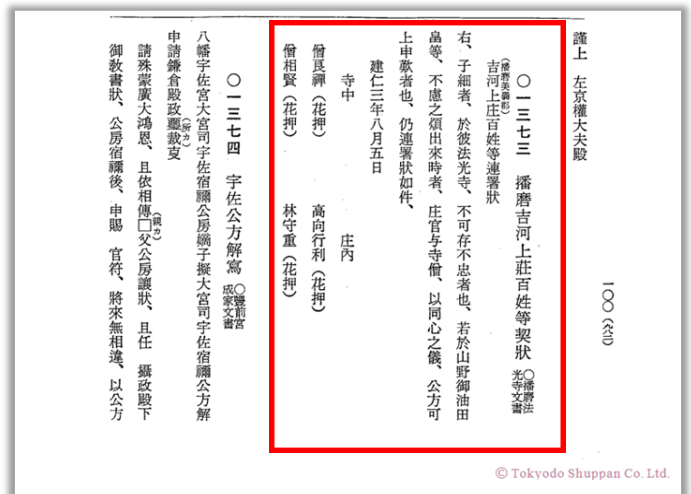 謹上　左京權大夫殿
一〇〇（六二）
〇一三七三　播磨吉河上莊百姓等契狀　〇播磨法光寺文書
（播磨美囊郡）
吉河上庄百姓等連署狀
右、子細者、於彼法光寺、不可存不忠者也、若於山野御油田
畠等、不慮之煩出來時者、庄官与寺僧、以同心之儀、公方可
上申歎者也、仍連署狀如件、
建仁三年八月五日
寺中　　庄內
僧良禪（花押）　　高向行利（花押）
僧相賢（花押）　　林守重（花押）
〇一三七四　宇佐公方解寫　〇豐前宮成家文書
八幡宇佐宮大宮司宇佐宿禰公房嫡子擬大宮司宇佐宿禰公方解
申請鎌倉殿政廳裁㕝
（所カ）
請殊蒙廣大鴻恩、且依相傳□父公房讓狀、且任　攝政殿下
（親カ）
御敎書狀、公房宿禰後、申賜　官符、將來無相違、以公方
© Tokyodo Shuppan Co. Ltd.